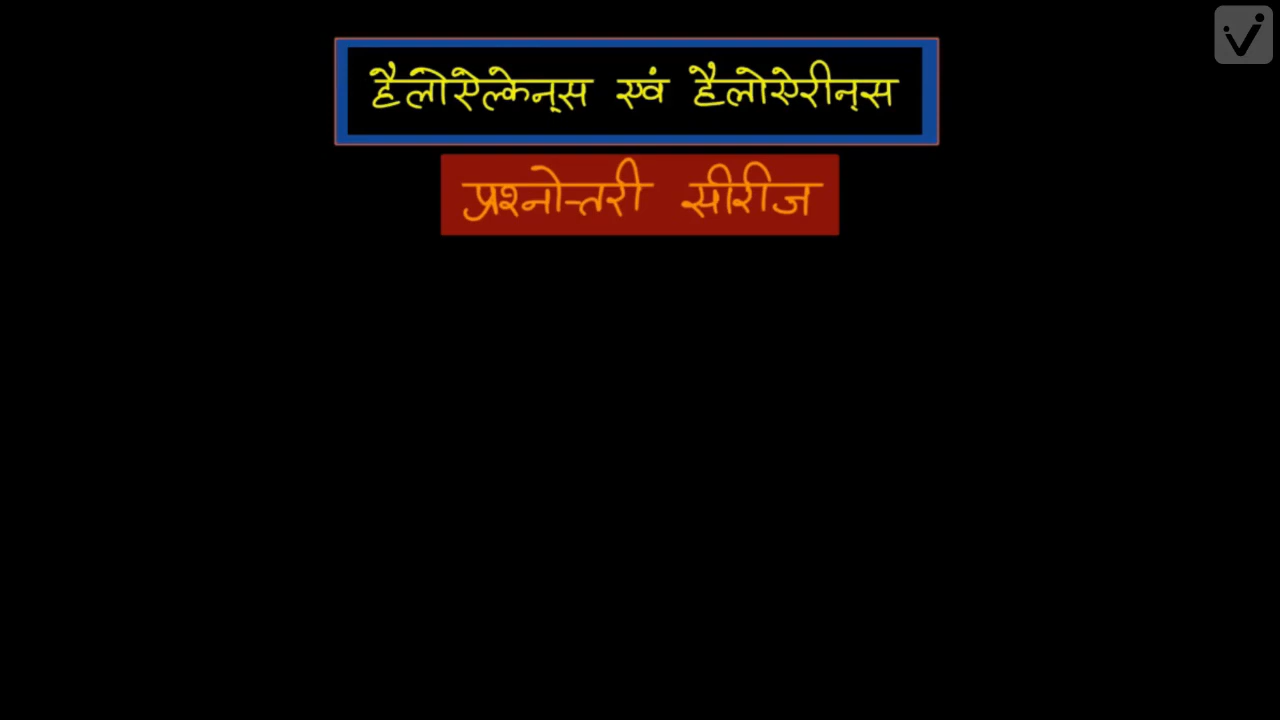 हैलोऐल्केन्स एवं हैलोऐरीन्स
प्रश्नोत्तरी सीरीज